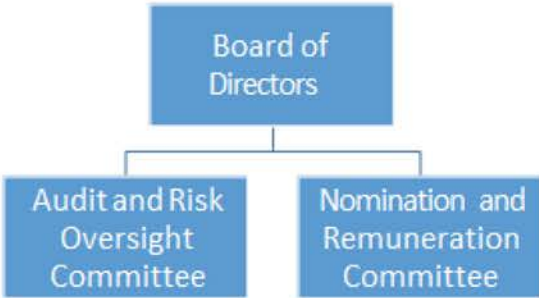 Board of
Directors
Audit and Risk
Oversight
Committee
Nomination and
Remuneration
Committee